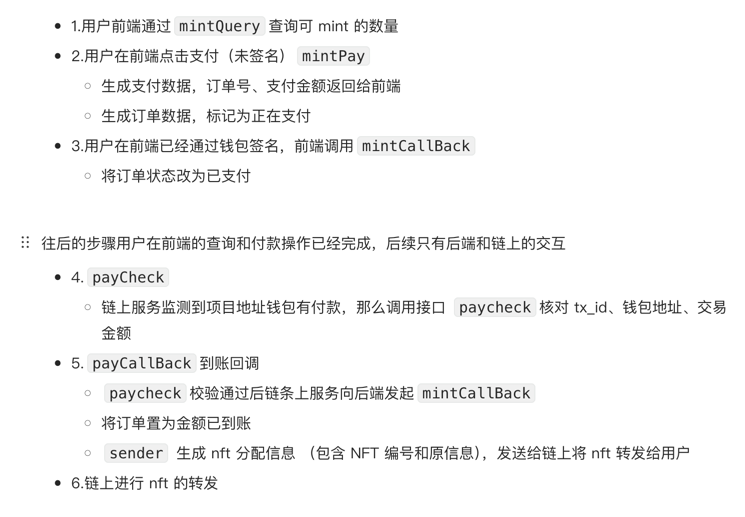 1.用户前端通过 mintQuery 查询可 mint 的数量
2.用户在前端点击支付（未签名） mintPay
生成支付数据，订单号、支付金额返回给前端
生成订单数据，标记为正在支付
3.用户在前端已经通过钱包签名，前端调用 mintCallBack
将订单状态改为已支付
往后的步骤用户在前端的查询和付款操作已经完成，后续只有后端和链上的交互
4. payCheck
链上服务监测到项目地址钱包有付款，那么调用接口 paycheck 核对 tx_id、钱包地址、交易
金额
5. payCallBack 到账回调
paycheck 校验通过后链条上服务向后端发起 mintCallBack
将订单置为金额已到账
sender 生成 nft 分配信息 （包含 NFT 编号和原信息），发送给链上将 nft 转发给用户
6.链上进行 nft 的转发